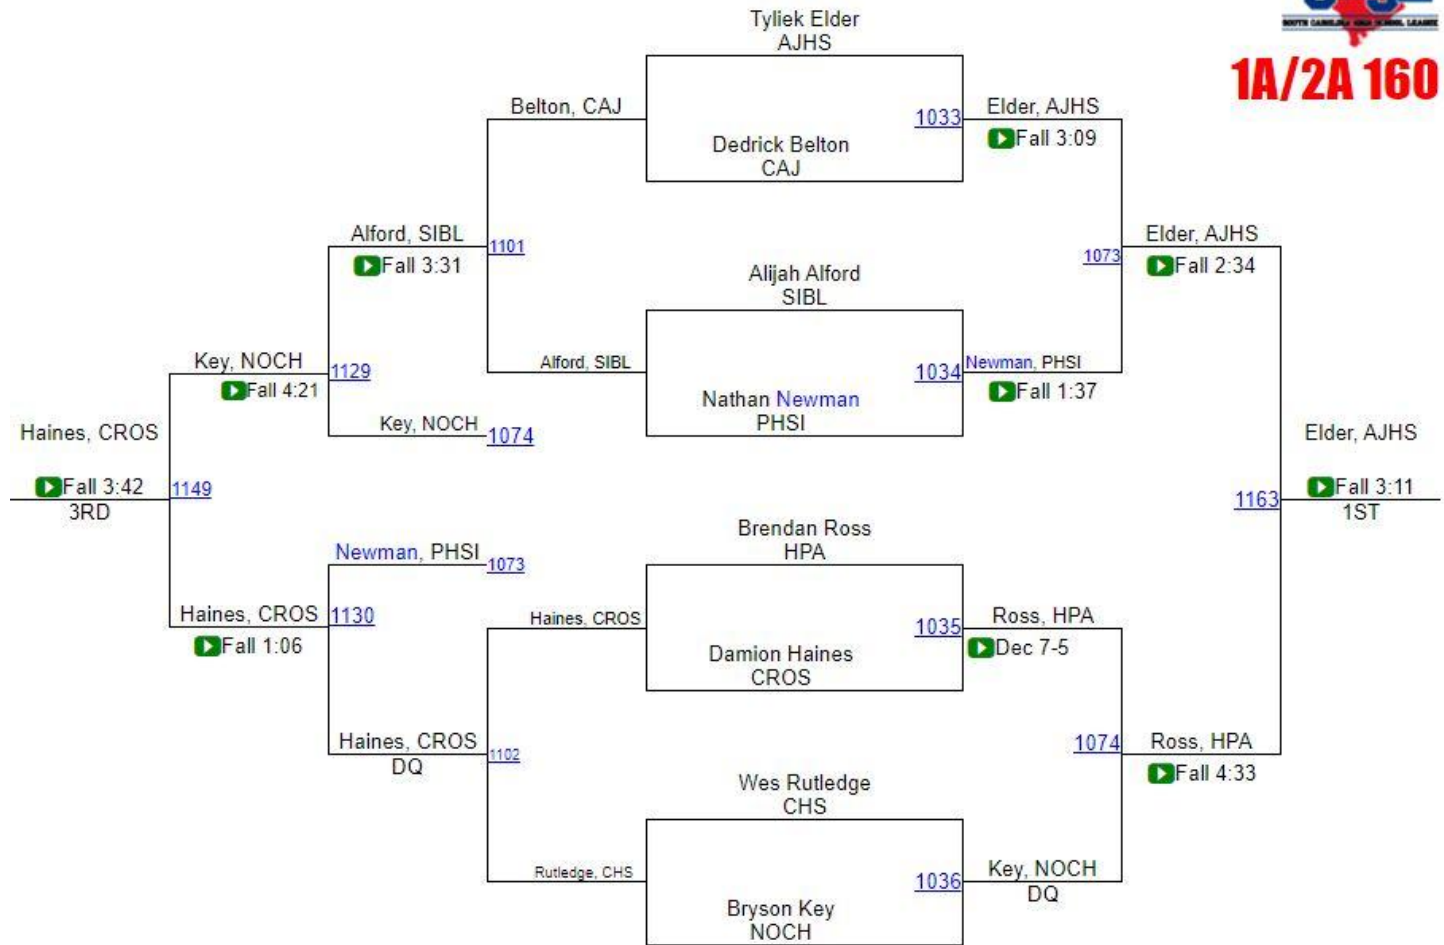 SOUTH CAROLINA HIGH SCHOOL LEAGUE
1A/2A 160
Tyliek Elder
AJHS
Belton, CAJ
1033
Elder, AJHS
Fall 3:09
Dedrick Belton
CAJ
Alford, SIBL
Fall 3:31
1101
Elder, AJHS
Fall 2:34
1073
Alijah Alford
SIBL
Key, NOCH
Fall 4:21
1129
Alford, SIBL
1034
Newman, PHSI
Fall 1:37
Nathan Newman
PHSI
Key, NOCH
1074
Haines, CROS
Fall 3:42
3RD
1149
Elder, AJHS
Fall 3:11
1ST
1163
Brendan Ross
HPA
Newman, PHSI
1073
Haines, CROS
Fall 1:06
1130
Haines, CROS
1035
Ross, HPA
Dec 7-5
Damion Haines
CROS
Haines, CROS
DQ
1102
1074
Ross, HPA
Fall 4:33
Wes Rutledge
CHS
Rutledge, CHS
1036
Key, NOCH
DQ
Bryson Key
NOCH